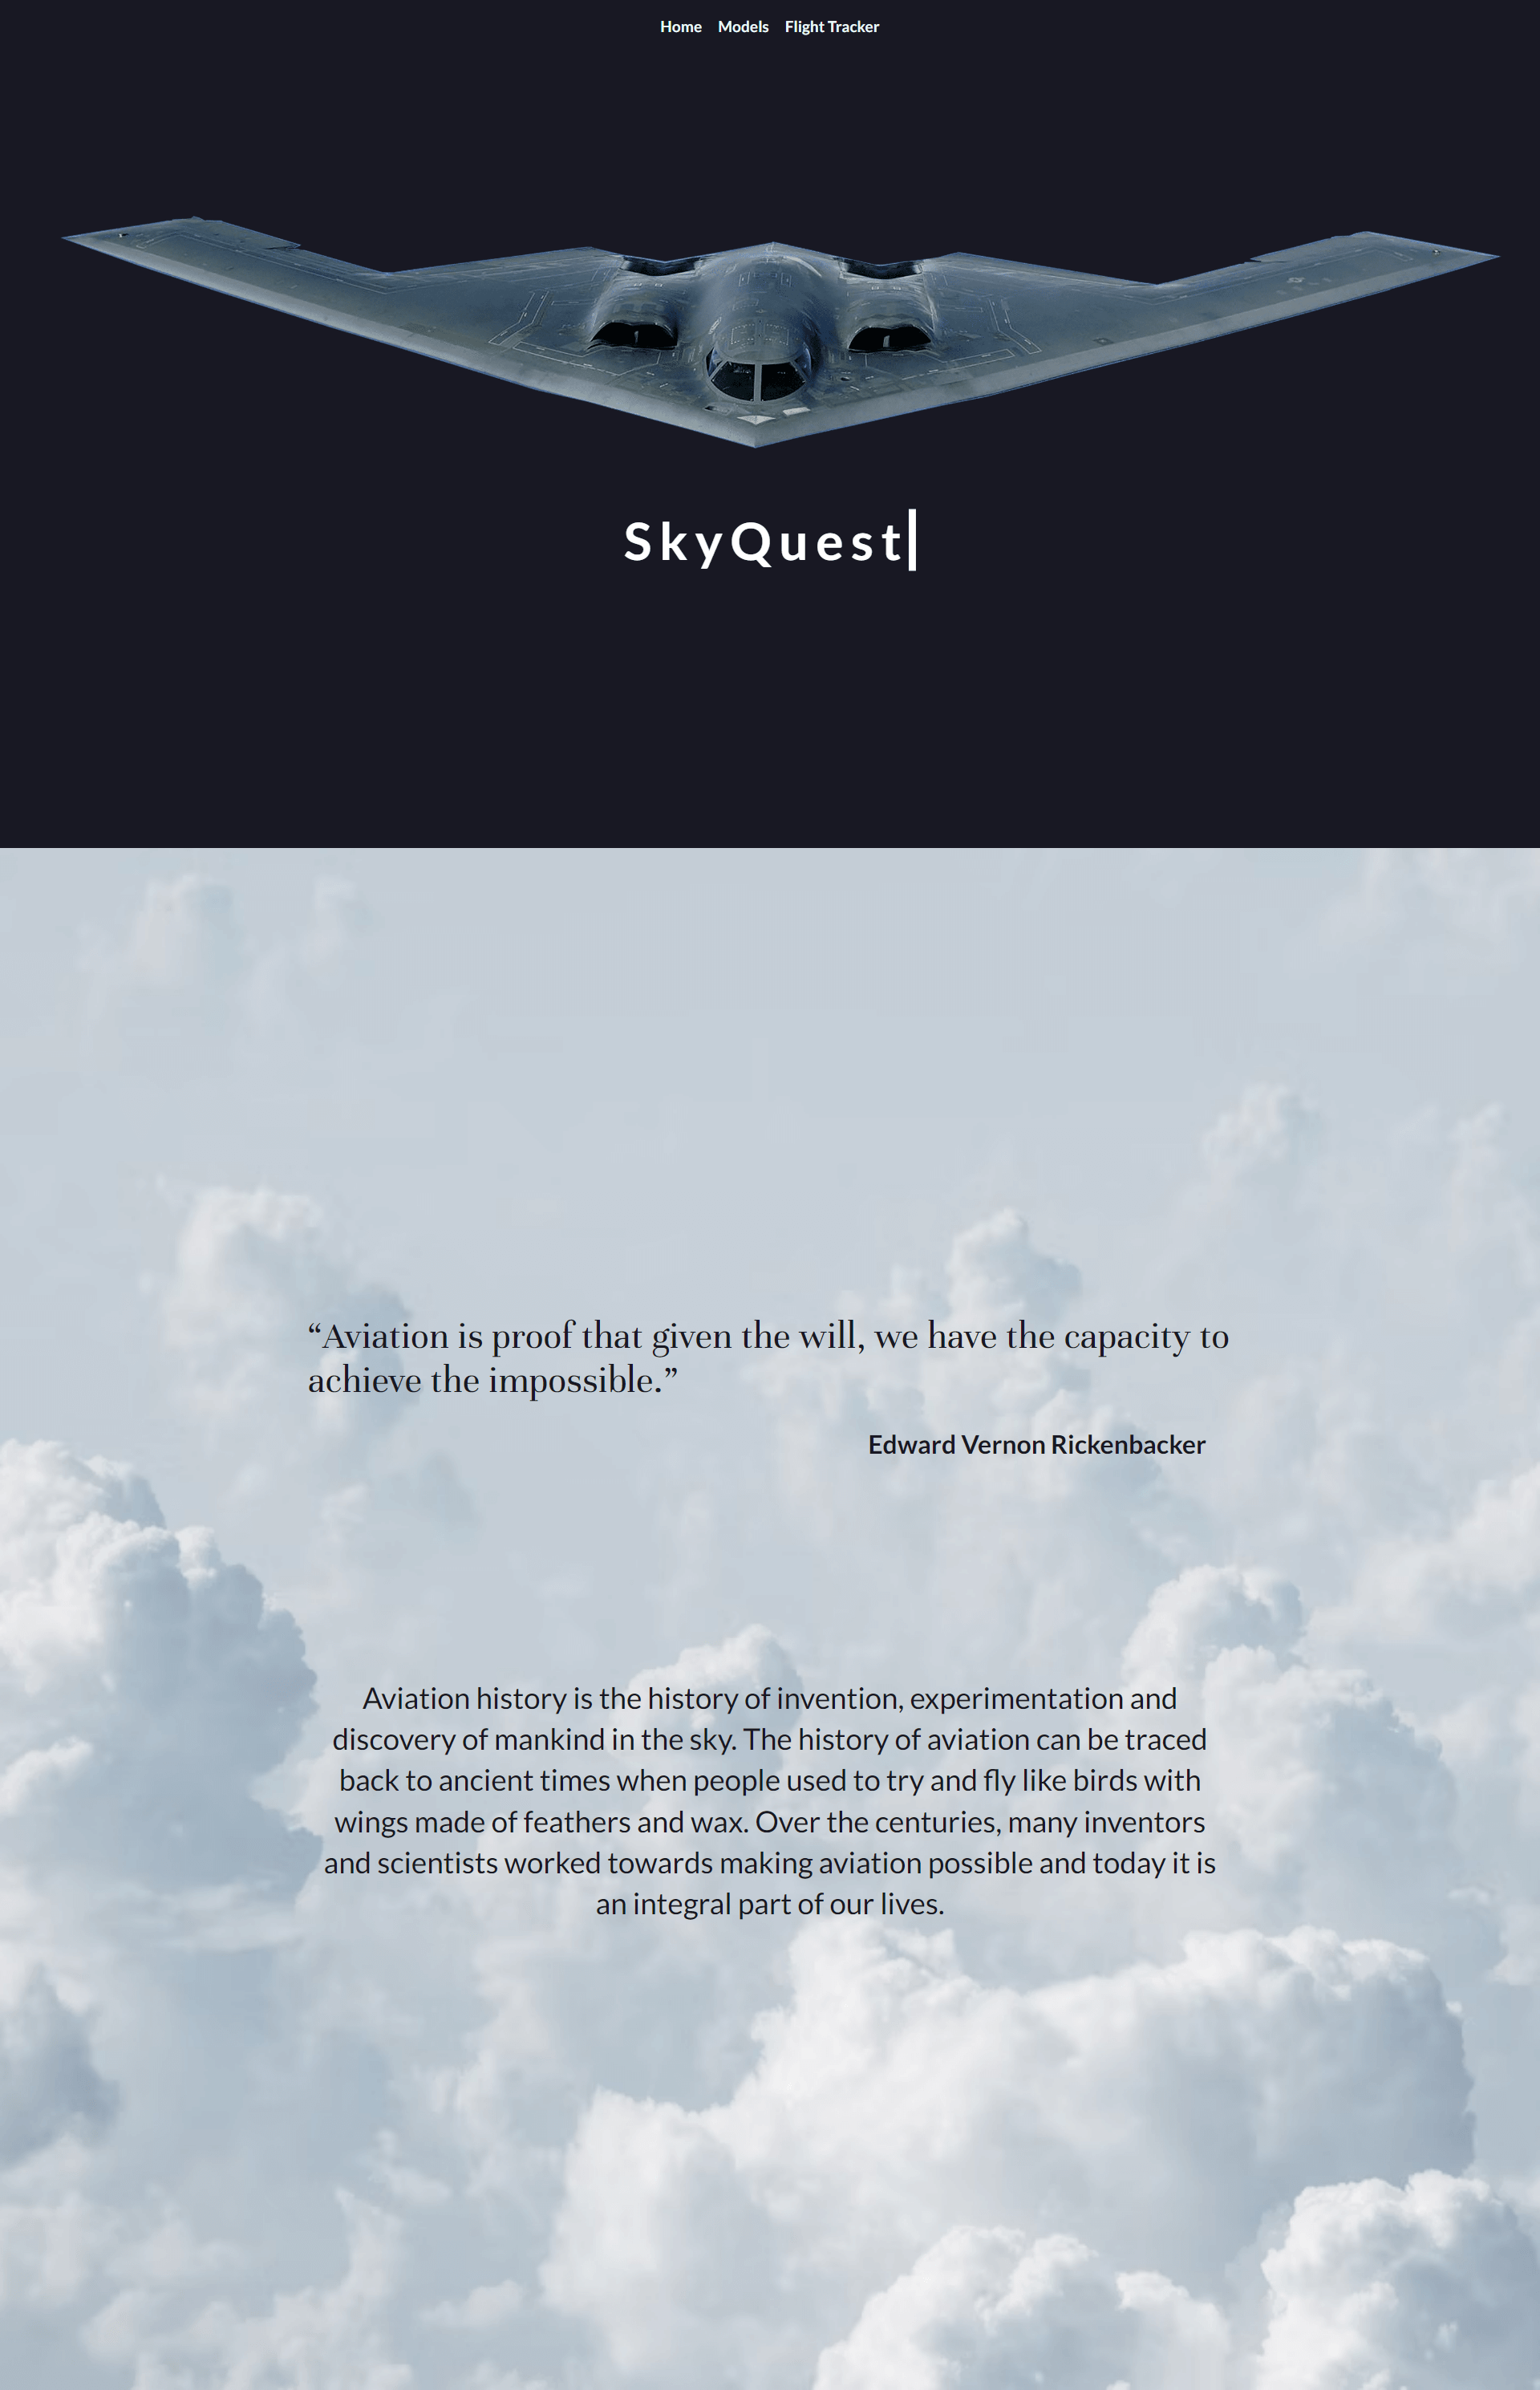 Home Models Flight Tracker
SkyQuest
“Aviation is proof that given the will, we have the capacity to
achieve the impossible.”
Edward Vernon Rickenbacker
Aviation history is the history of invention, experimentation and
discovery of mankind in the sky. The history of aviation can be traced
back to ancient times when people used to try and fly like birds with
wings made of feathers and wax. Over the centuries, many inventors
and scientists worked towards making aviation possible and today it is
an integral part of our lives.